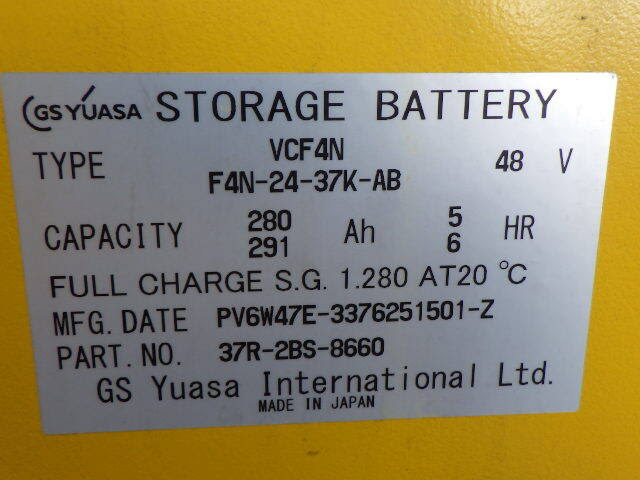 GS YUASA STORAGE BATTERY
TYPE VCF4N 48 V
F4N-24-37K-AB
CAPACITY 280 Ah 5 HR
291 6
FULL CHARGE S.G. 1.280 AT 20 °C
MFG. DATE PV6W47E-3376251501-Z
PART. NO. 37R-2BS-8660
GS Yuasa International Ltd.
MADE IN JAPAN